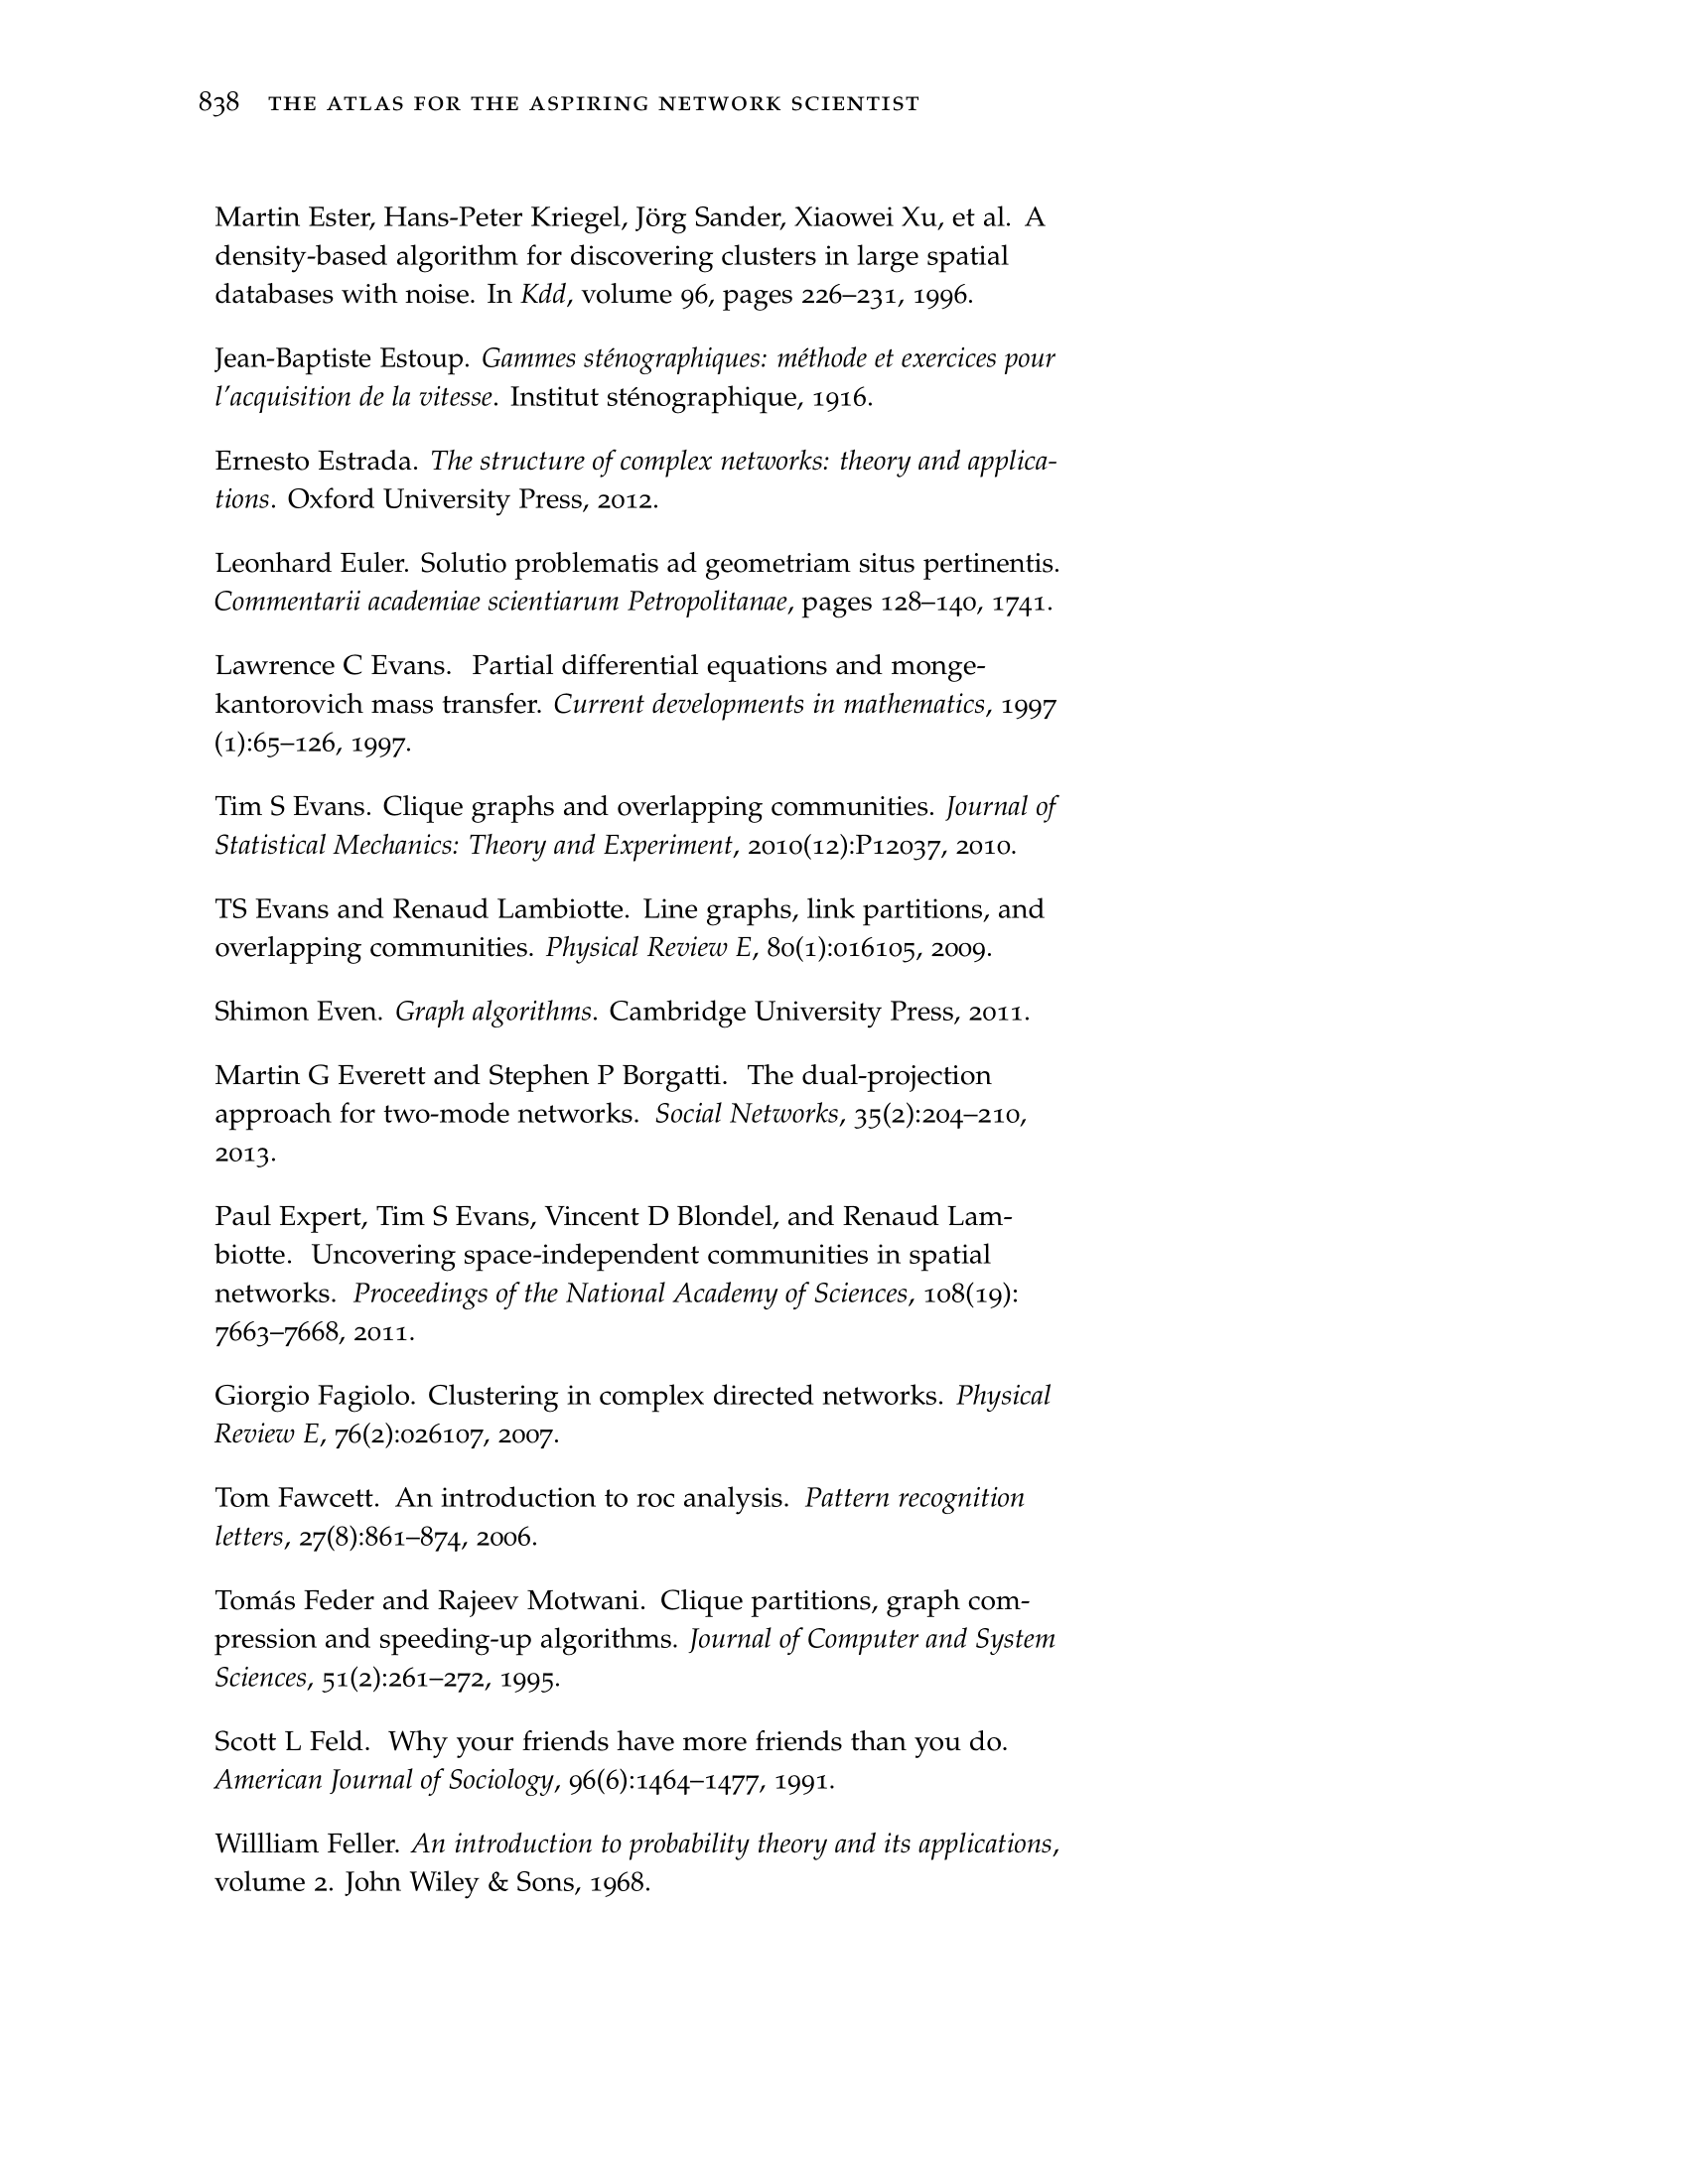 838 THE ATLAS FOR THE ASPIRING NETWORK SCIENTIST
Martin Ester, Hans-Peter Kriegel, Jörg Sander, Xiaowei Xu, et al. A
density-based algorithm for discovering clusters in large spatial
databases with noise. In Kdd, volume 96, pages 226–231, 1996.
Jean-Baptiste Estoup. Gammes sténographiques: méthode et exercices pour
l'acquisition de la vitesse. Institut sténographique, 1916.
Ernesto Estrada. The structure of complex networks: theory and applica-
tions. Oxford University Press, 2012.
Leonhard Euler. Solutio problematis ad geometriam situs pertinentis.
Commentarii academiae scientiarum Petropolitanae, pages 128–140, 1741.
Lawrence C Evans. Partial differential equations and monge-
kantorovich mass transfer. Current developments in mathematics, 1997
(1):65–126, 1997.
Tim S Evans. Clique graphs and overlapping communities. Journal of
Statistical Mechanics: Theory and Experiment, 2010(12):P12037, 2010.
TS Evans and Renaud Lambiotte. Line graphs, link partitions, and
overlapping communities. Physical Review E, 80(1):016105, 2009.
Shimon Even. Graph algorithms. Cambridge University Press, 2011.
Martin G Everett and Stephen P Borgatti. The dual-projection
approach for two-mode networks. Social Networks, 35(2):204–210,
2013.
Paul Expert, Tim S Evans, Vincent D Blondel, and Renaud Lam-
biotte. Uncovering space-independent communities in spatial
networks. Proceedings of the National Academy of Sciences, 108(19):
7663–7668, 2011.
Giorgio Fagiolo. Clustering in complex directed networks. Physical
Review E, 76(2):026107, 2007.
Tom Fawcett. An introduction to roc analysis. Pattern recognition
letters, 27(8):861–874, 2006.
Tomás Feder and Rajeev Motwani. Clique partitions, graph com-
pression and speeding-up algorithms. Journal of Computer and System
Sciences, 51(2):261–272, 1995.
Scott L Feld. Why your friends have more friends than you do.
American Journal of Sociology, 96(6):1464–1477, 1991.
Willliam Feller. An introduction to probability theory and its applications,
volume 2. John Wiley & Sons, 1968.